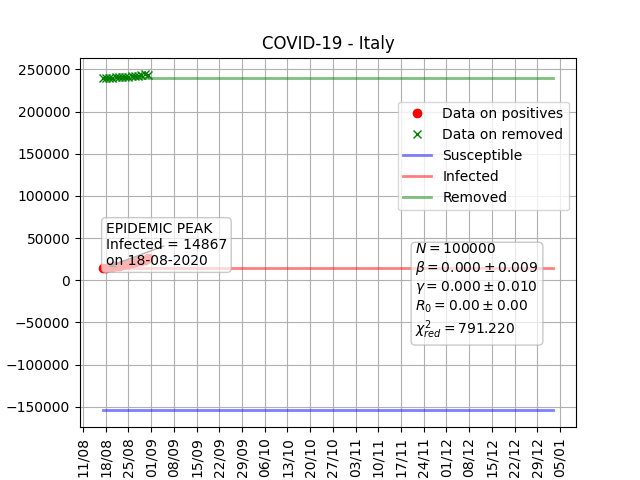 COVID-19 - Italy
250000
200000
150000
100000
50000
0
−50000
−100000
−150000
Data on positives
Data on removed
Susceptible
Infected
Removed
EPIDEMIC PEAK
Infected = 14867
on 18-08-2020
N = 100000
β = 0.000 ± 0.009
γ = 0.000 ± 0.010
R₀ = 0.00 ± 0.00
χ²_red = 791.220
11/08
18/08
25/08
01/09
08/09
15/09
22/09
29/09
06/10
13/10
20/10
27/10
03/11
10/11
17/11
24/11
01/12
08/12
15/12
22/12
29/12
05/01